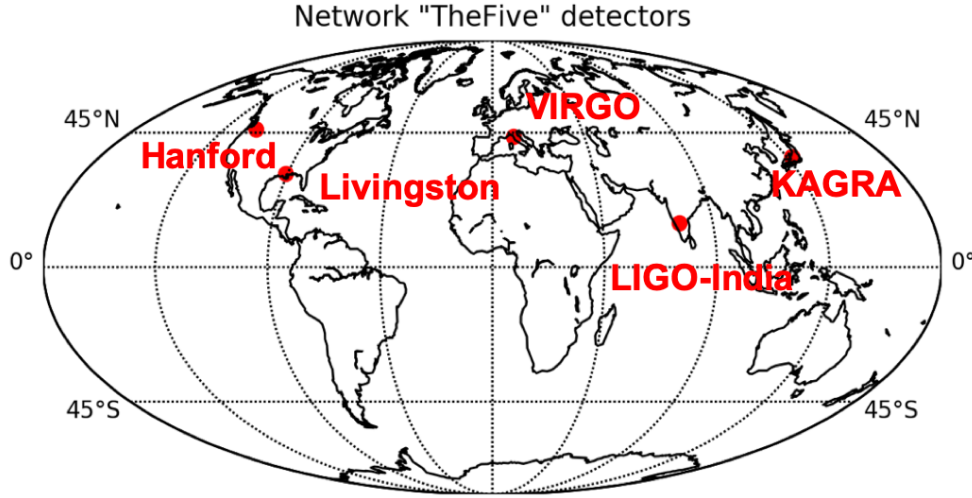 Network "TheFive" detectors
45°N
45°N
VIRGO
Hanford
Livingston
KAGRA
0°
0°
LIGO-India
45°S
45°S